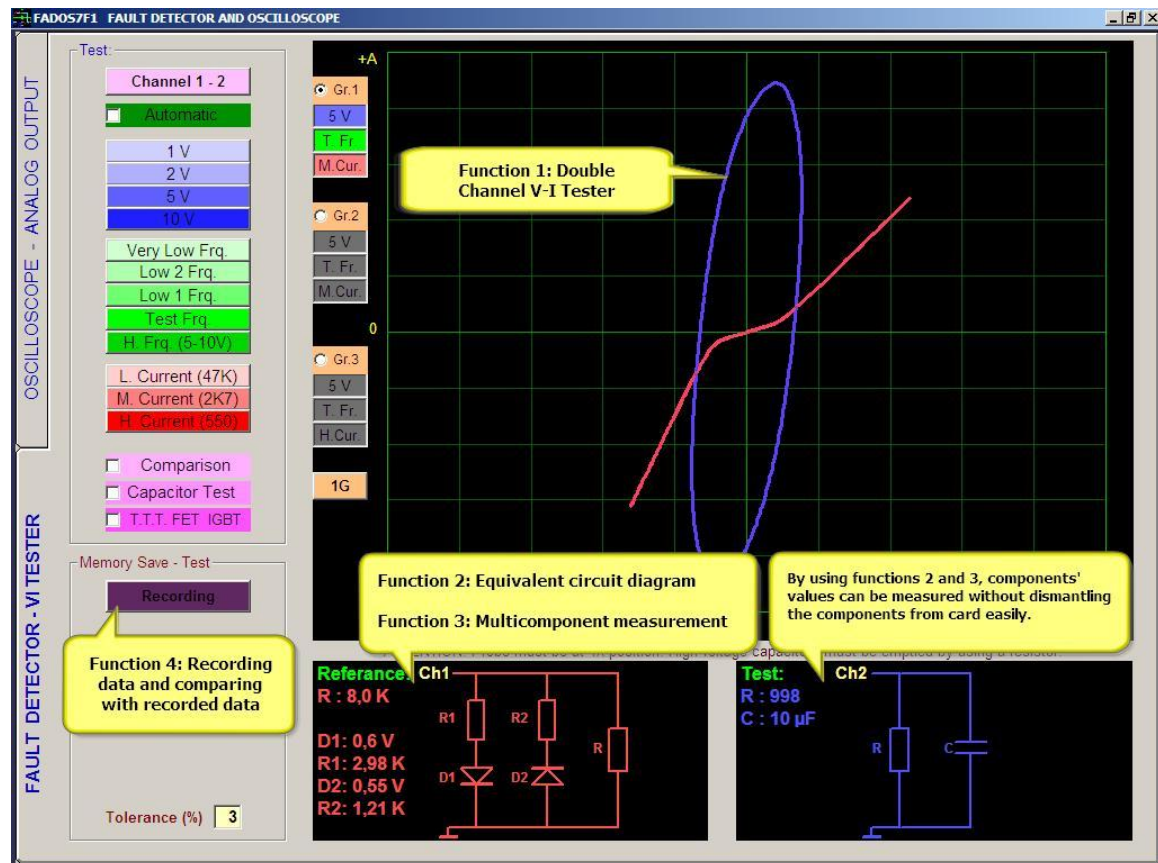 FADOS7F1 FAULT DETECTOR AND OSCILLOSCOPE
OSCILLOSCOPE - ANALOG OUTPUT
FAULT DETECTOR - VI TESTER
Test:
Channel 1 - 2
Automatic
1 V
2 V
5 V
10 V
Very Low Frq.
Low 2 Frq.
Low 1 Frq.
Test Frq.
H. Frq. (5-10V)
L. Current (47K)
M. Current (2K7)
H. Current (550)
Comparison
Capacitor Test
T.T.T. FET IGBT
Memory Save - Test
Recording
Function 4: Recording
data and comparing
with recorded data
Tolerance (%) 3
+A
Gr.1
5 V
T. Fr
M.Cur.
Gr.2
5 V
T. Fr.
M.Cur.
0
Gr.3
5 V
T. Fr.
H.Cur.
1G
Function 1: Double
Channel V-I Tester
Function 2: Equivalent circuit diagram
Function 3: Multicomponent measurement
By using functions 2 and 3, components'
values can be measured without dismantling
the components from card easily.
must be emptied by using a resistor
Referance:
Ch1
R : 8,0 K
D1: 0,6 V
R1: 2,98 K
D2: 0,55 V
R2: 1,21 K
R1
R2
R
D1
D2
Test:
Ch2
R : 998
C : 10 µF
R
C